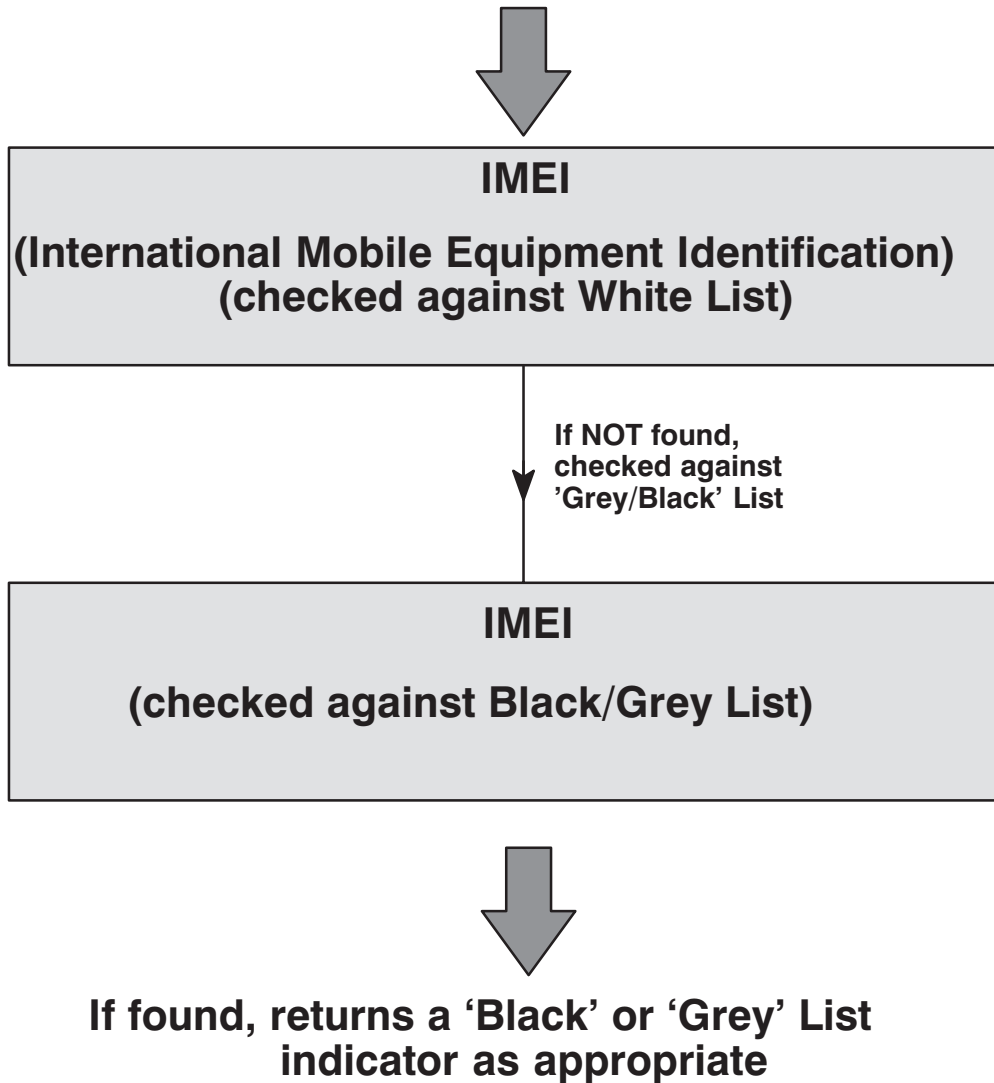 IMEI
(International Mobile Equipment Identification)
(checked against White List)
If NOT found,
checked against
’Grey/Black’ List
IMEI
(checked against Black/Grey List)
If found, returns a ‘Black’ or ‘Grey’ List
indicator as appropriate